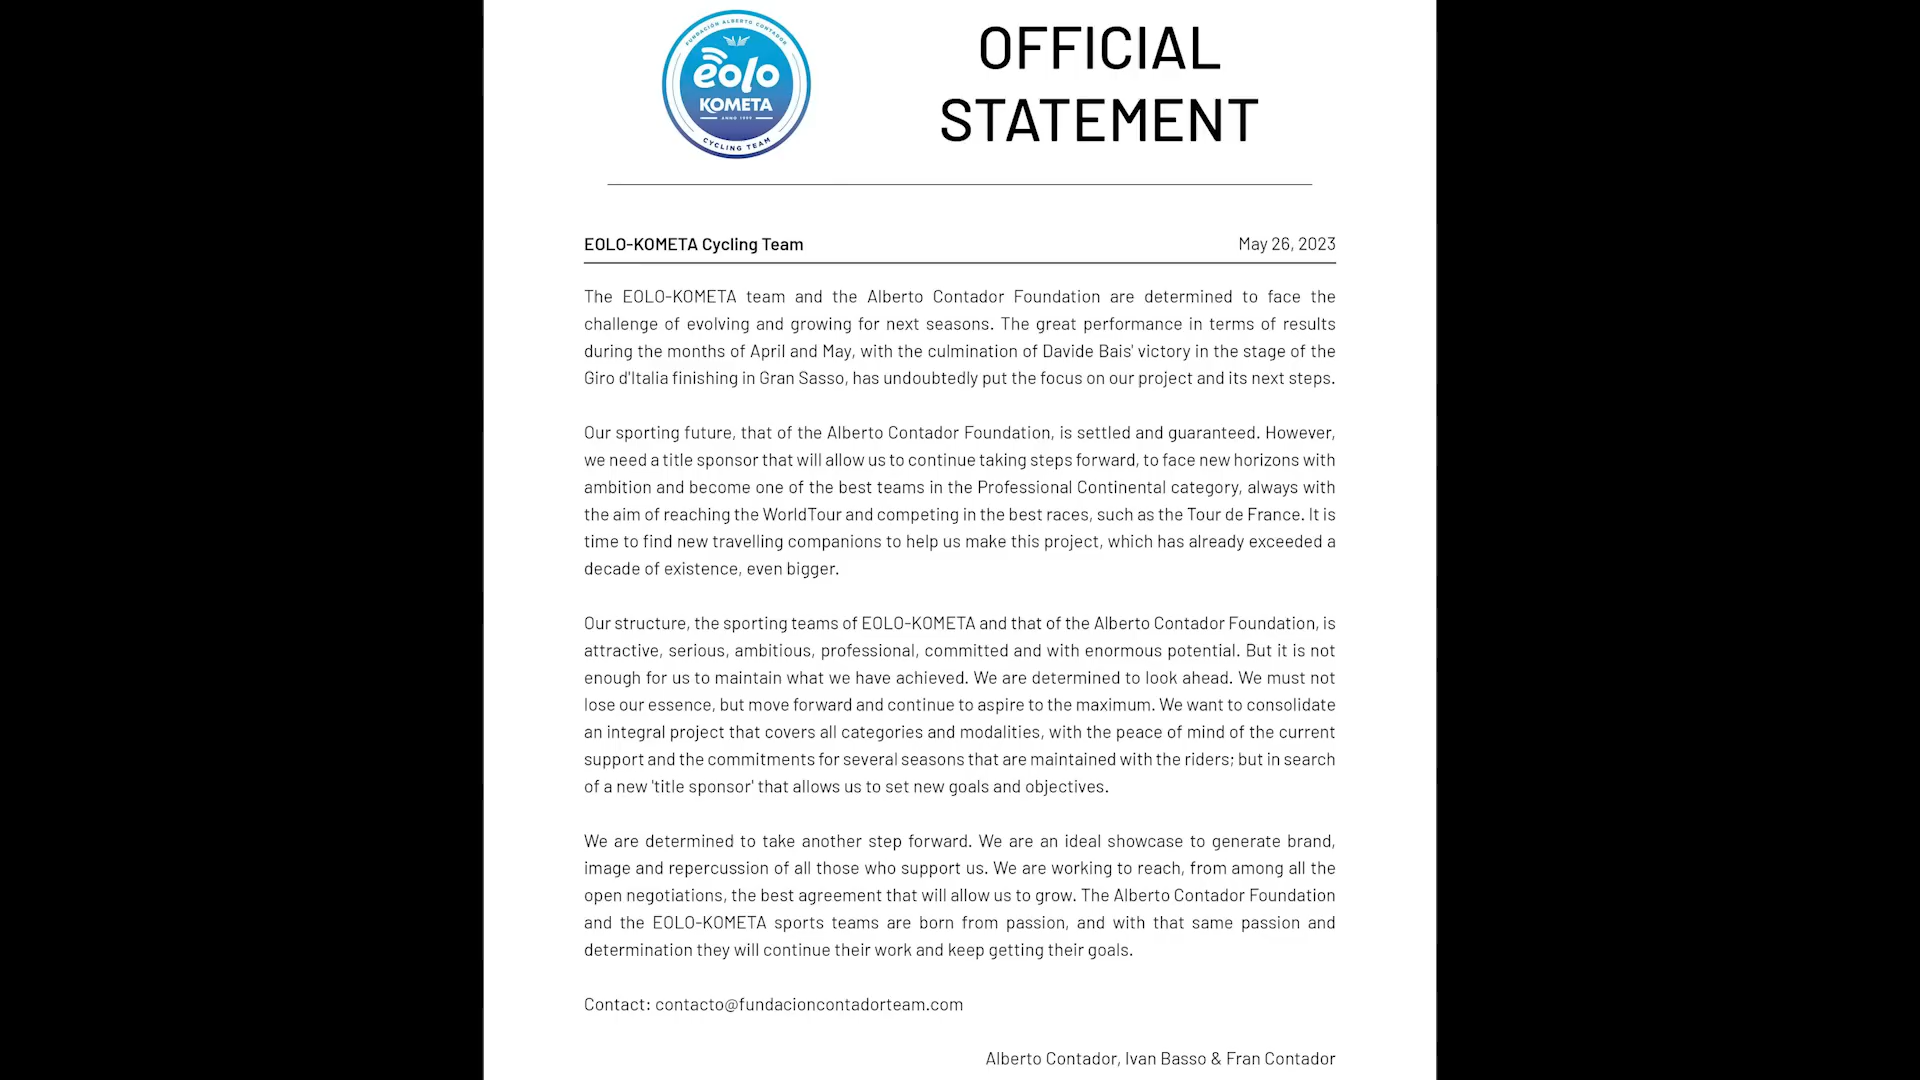 FUNDACIÓN ALBERTO CONTADOR
eolo
KOMETA
ANNO 1999
CYCLING TEAM
OFFICIAL
STATEMENT
EOLO-KOMETA Cycling Team
May 26, 2023
The EOLO-KOMETA team and the Alberto Contador Foundation are determined to face the
challenge of evolving and growing for next seasons. The great performance in terms of results
during the months of April and May, with the culmination of Davide Bais' victory in the stage of the
Giro d'Italia finishing in Gran Sasso, has undoubtedly put the focus on our project and its next steps.
Our sporting future, that of the Alberto Contador Foundation, is settled and guaranteed. However,
we need a title sponsor that will allow us to continue taking steps forward, to face new horizons with
ambition and become one of the best teams in the Professional Continental category, always with
the aim of reaching the WorldTour and competing in the best races, such as the Tour de France. It is
time to find new travelling companions to help us make this project, which has already exceeded a
decade of existence, even bigger.
Our structure, the sporting teams of EOLO-KOMETA and that of the Alberto Contador Foundation, is
attractive, serious, ambitious, professional, committed and with enormous potential. But it is not
enough for us to maintain what we have achieved. We are determined to look ahead. We must not
lose our essence, but move forward and continue to aspire to the maximum. We want to consolidate
an integral project that covers all categories and modalities, with the peace of mind of the current
support and the commitments for several seasons that are maintained with the riders; but in search
of a new 'title sponsor' that allows us to set new goals and objectives.
We are determined to take another step forward. We are an ideal showcase to generate brand,
image and repercussion of all those who support us. We are working to reach, from among all the
open negotiations, the best agreement that will allow us to grow. The Alberto Contador Foundation
and the EOLO-KOMETA sports teams are born from passion, and with that same passion and
determination they will continue their work and keep getting their goals.
Contact: contacto@fundacioncontadorteam.com
Alberto Contador, Ivan Basso & Fran Contador